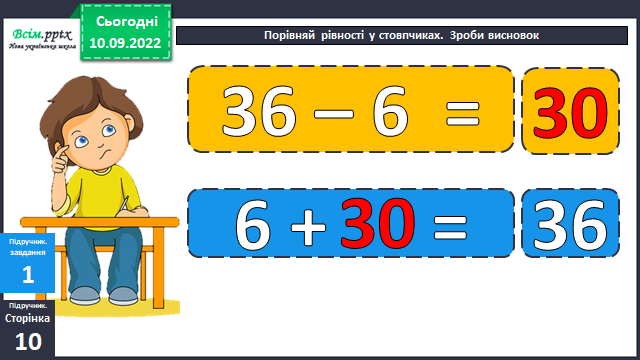 Всім.pptx
Нова українська школа
Сьогодні
10.09.2022
Порівняй рівності у стовпчиках. Зроби висновок
36 – 6 = 30
6 + 30 = 36
Підручник.
завдання
1
Підручник.
Сторінка
10